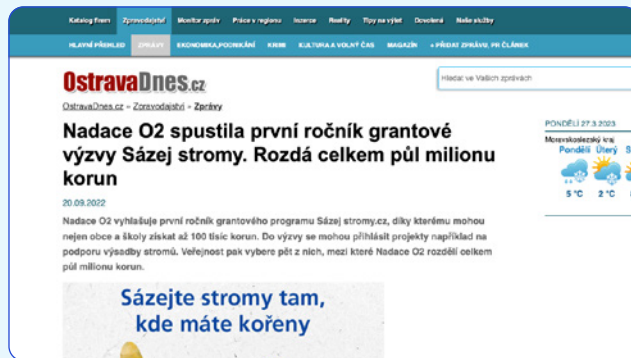 Katalog firem Zpravodajství Monitor zpráv Práce v regionu Inzerce Reality Tipy na výlet Dovolená Naše služby
HLAVNÍ PŘEHLED ZPRÁVY EKONOMIKA,PODNIKÁNÍ KRIMI KULTURA A VOLNÝ ČAS MAGAZÍN + PŘIDAT ZPRÁVU, PR ČLÁNEK
OstravaDnes.cz
Hledat ve Vašich zprávách
OstravaDnes.cz » Zpravodajství » Zprávy
Nadace O2 spustila první ročník grantové
výzvy Sázej stromy. Rozdá celkem půl milionu
korun
20.09.2022
Nadace O2 vyhlašuje první ročník grantového programu Sázej stromy.cz, díky kterému mohou
nejen obce a školy získat až 100 tisíc korun. Do výzvy se mohou přihlásit projekty například na
podporu výsadby stromů. Veřejnost pak vybere pět z nich, mezi které Nadace O2 rozdělí celkem
půl milionu korun.
PONDĚLÍ 27.3.2023
Moravskoslezský kraj
Pondělí Úterý S
5 °C 2 °C
Sázejte stromy tam,
kde máte kořeny